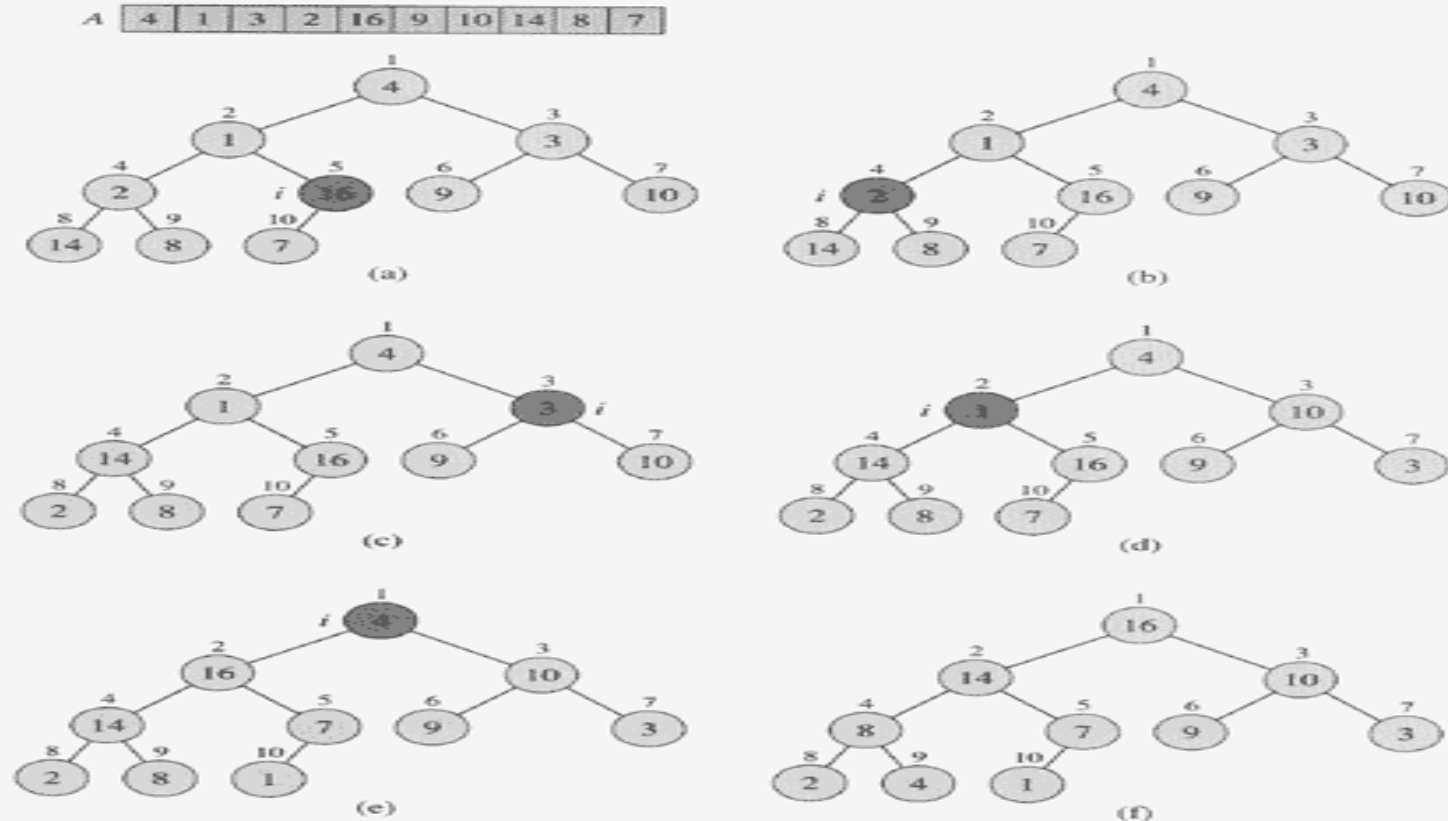 A 4 1 3 2 16 9 10 14 8 7
1
4
2 3
1 3
4 5 6 7
2 i 16 9 10
8 9 10
14 8 7
(a)
1
4
2 3
1 3
4 5 6 7
i 2 16 9 10
8 9 10
14 8 7
(b)
1
4
2 3
1 3 i
4 5 6 7
14 16 9 10
8 9 10
2 8 7
(c)
1
4
2 3
i 1 10
4 5 6 7
14 16 9 3
8 9 10
2 8 7
(d)
1
i 4
2 3
16 10
4 5 6 7
14 7 9 3
8 9 10
2 8 1
(e)
1
16
2 3
14 10
4 5 6 7
8 7 9 3
8 9 10
2 4 1
(f)